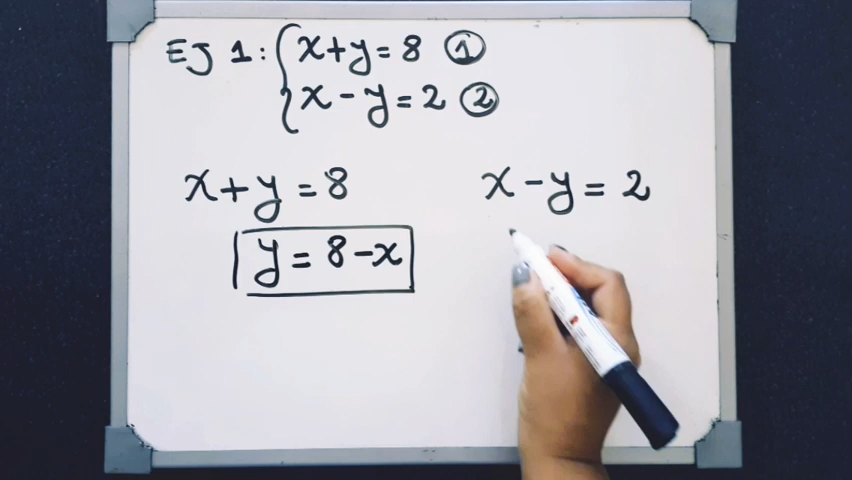 EJ 1: { x+y=8 ①
x-y=2 ②
x+y=8
y=8-x
x-y=2